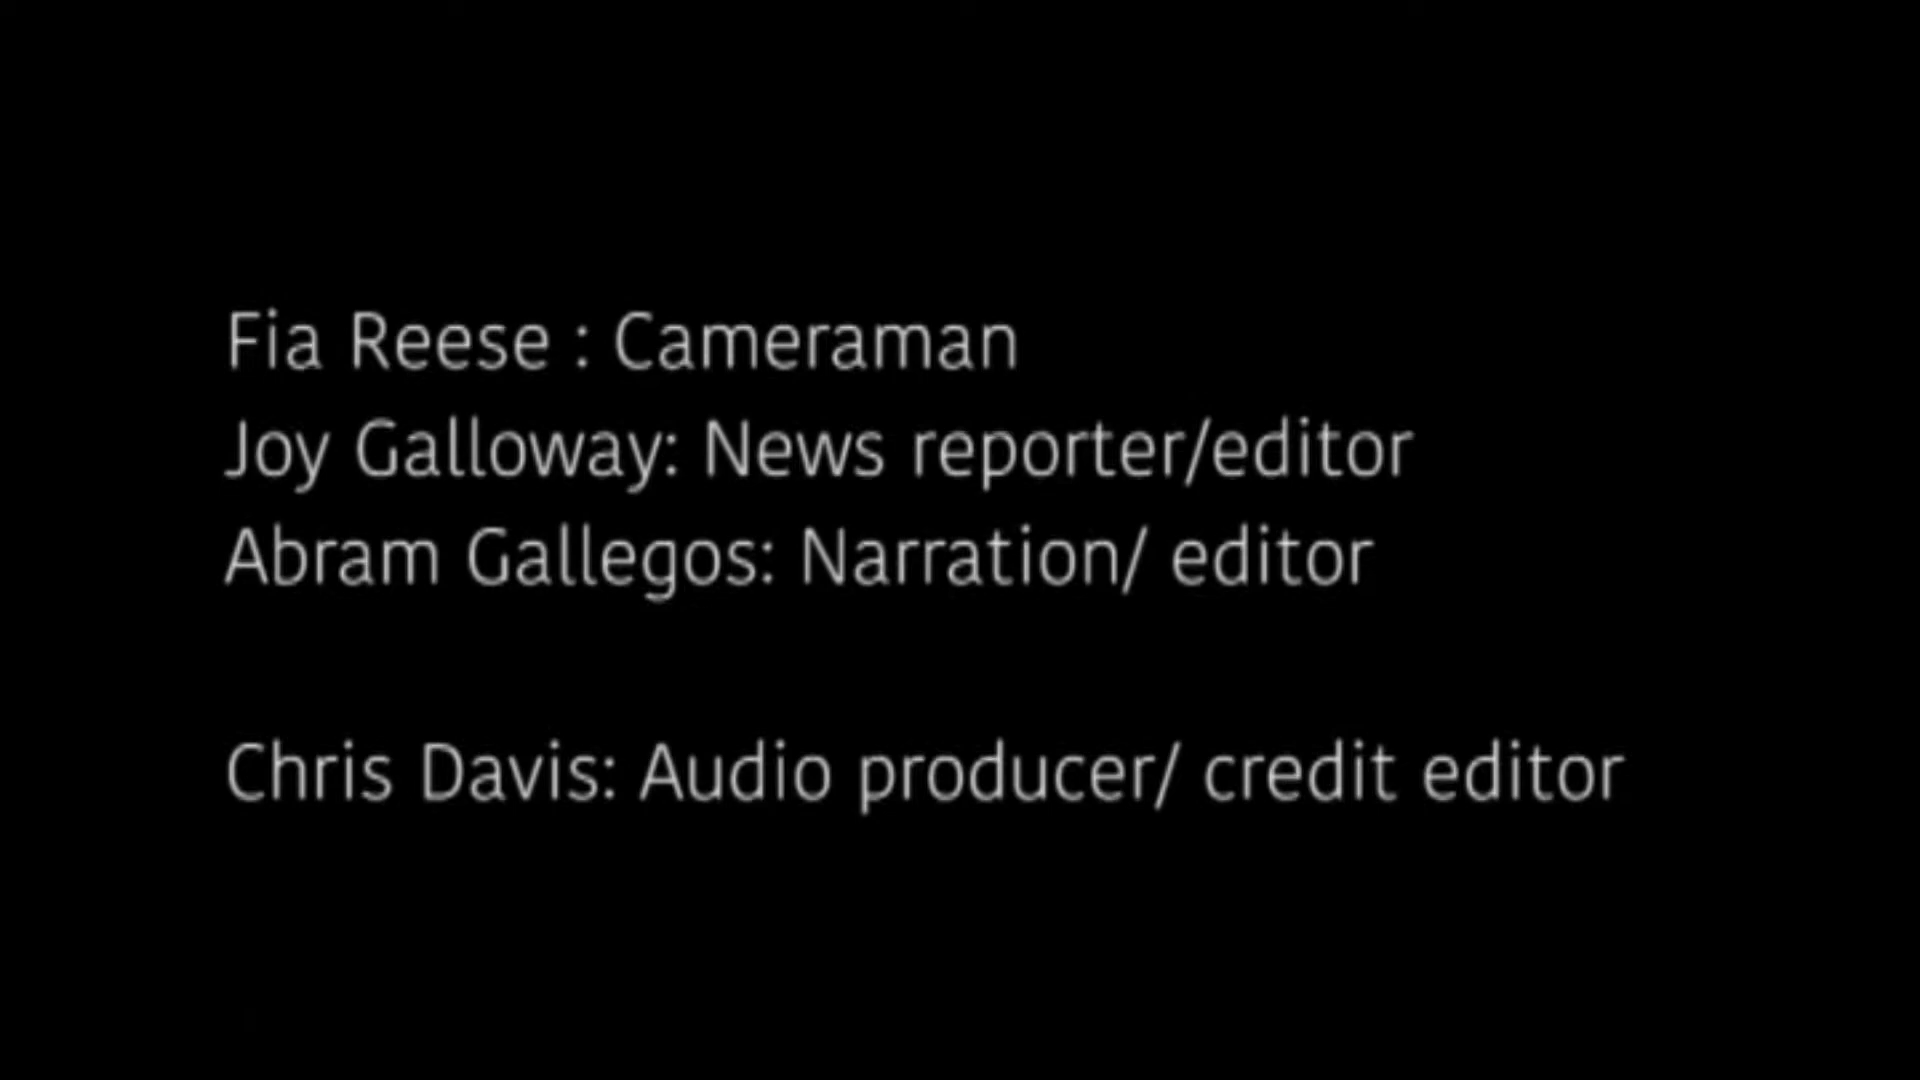 Fia Reese : Cameraman
Joy Galloway: News reporter/editor
Abram Gallegos: Narration/ editor
Chris Davis: Audio producer/ credit editor